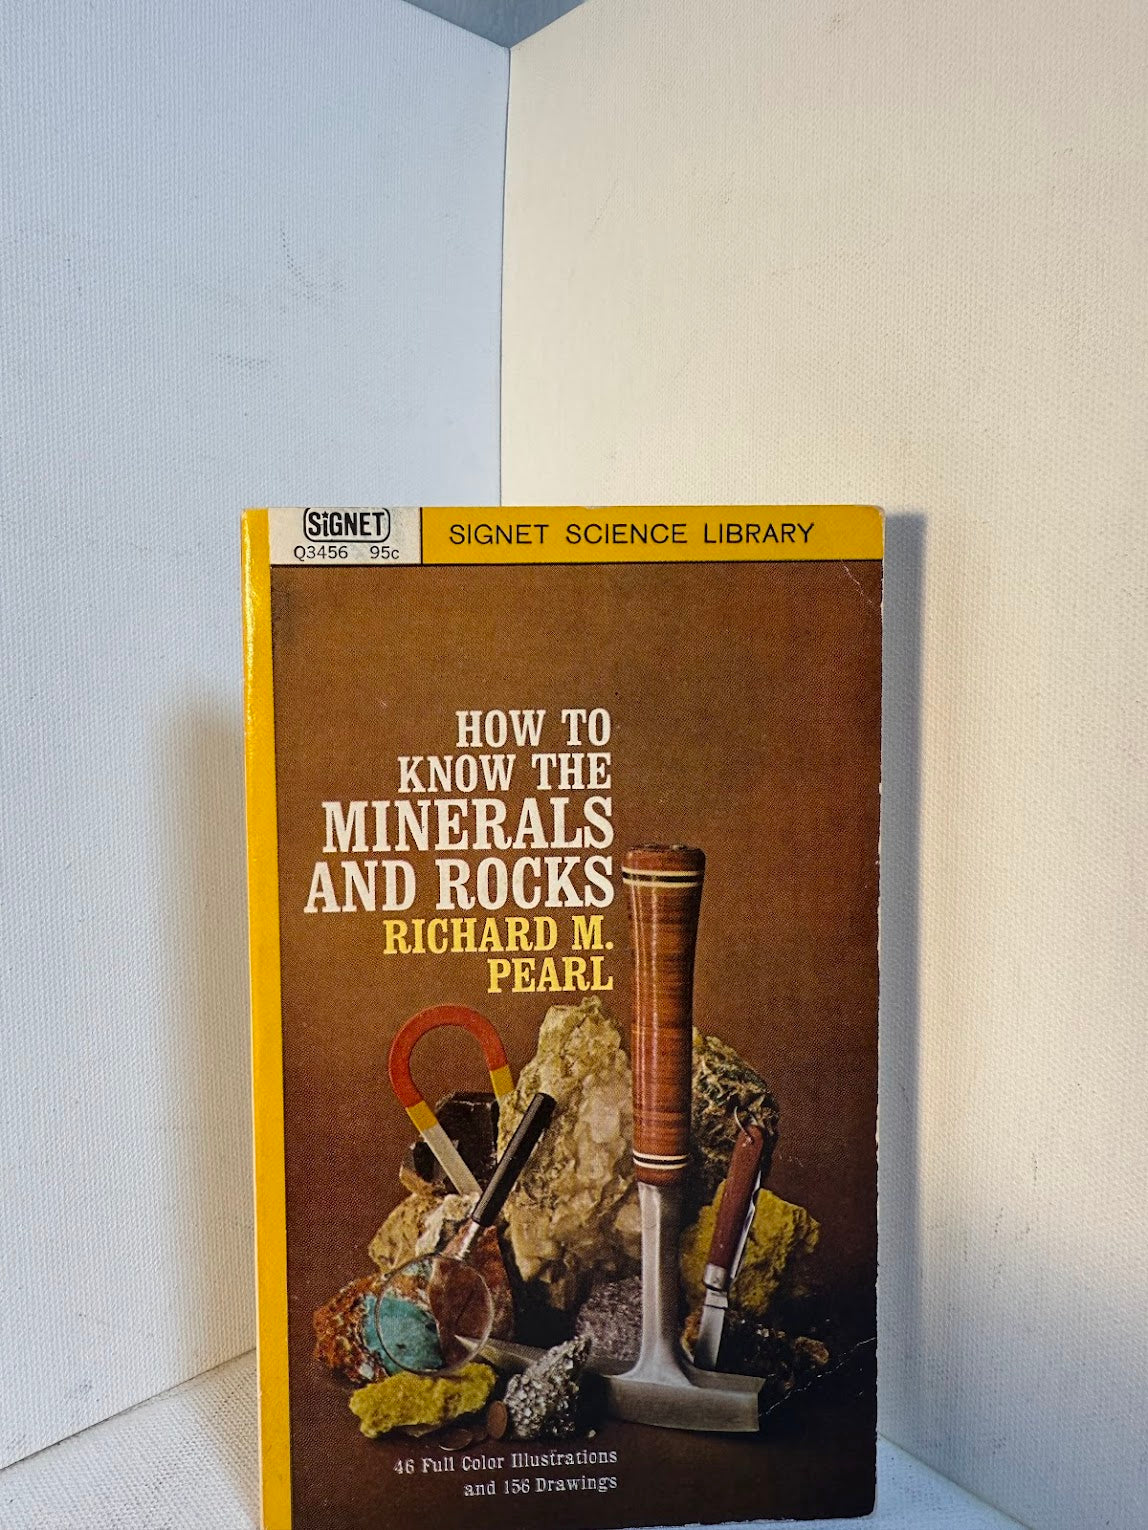 SIGNET
Q3456 95c
SIGNET SCIENCE LIBRARY
HOW TO
KNOW THE
MINERALS
AND ROCKS
RICHARD M.
PEARL
46 Full Color Illustrations
and 156 Drawings